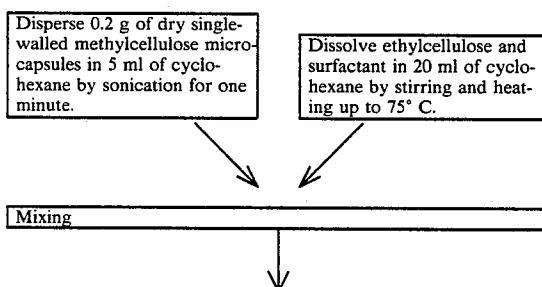 Disperse 0.2 g of dry single-
walled methylcellulose micro-
capsules in 5 ml of cyclo-
hexane by sonication for one
minute.
Dissolve ethylcellulose and
surfactant in 20 ml of cyclo-
hexane by stirring and heat-
ing up to 75° C.
Mixing